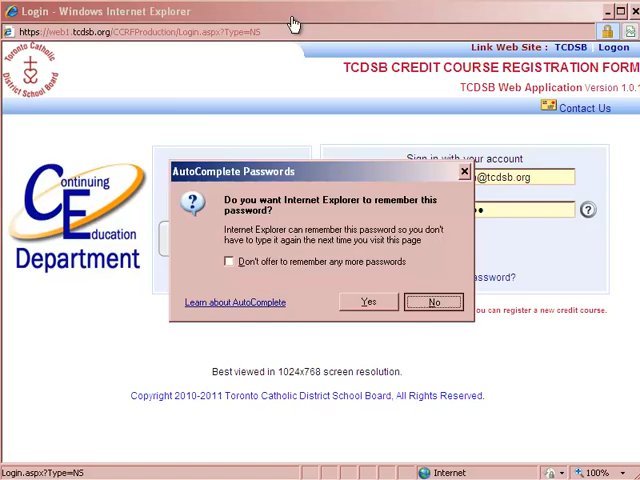 Login - Windows Internet Explorer
https://web1.tcdsb.org/CCRFProduction/Login.aspx?Type=NS
Toronto Catholic
District School Board
Link Web Site : TCDSB Logon
TCDSB CREDIT COURSE REGISTRATION FORM
TCDSB Web Application Version 1.0.
Contact Us
Continuing
Education
Department
Sign in with your account
@tcdsb.org
?
assword?
you can register a new credit course.
AutoComplete Passwords
Do you want Internet Explorer to remember this
password?
Internet Explorer can remember this password so you don't
have to type it again the next time you visit this page
Don't offer to remember any more passwords
Learn about AutoComplete
Yes
No
Best viewed in 1024x768 screen resolution.
Copyright 2010-2011 Toronto Catholic District School Board, All Rights Reserved.
Login.aspx?Type=NS
Internet
100%